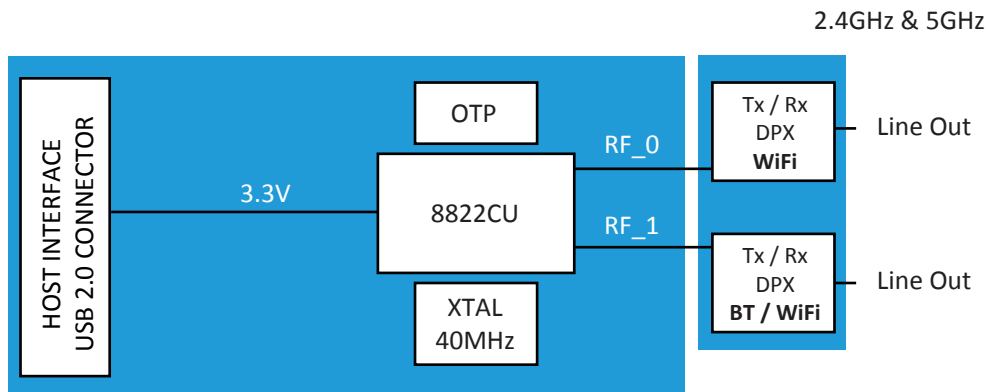 2.4GHz & 5GHz
HOST INTERFACE
USB 2.0 CONNECTOR
3.3V
OTP
8822CU
XTAL
40MHz
RF_0
RF_1
Tx / Rx
DPX
WiFi
Line Out
Tx / Rx
DPX
BT / WiFi
Line Out